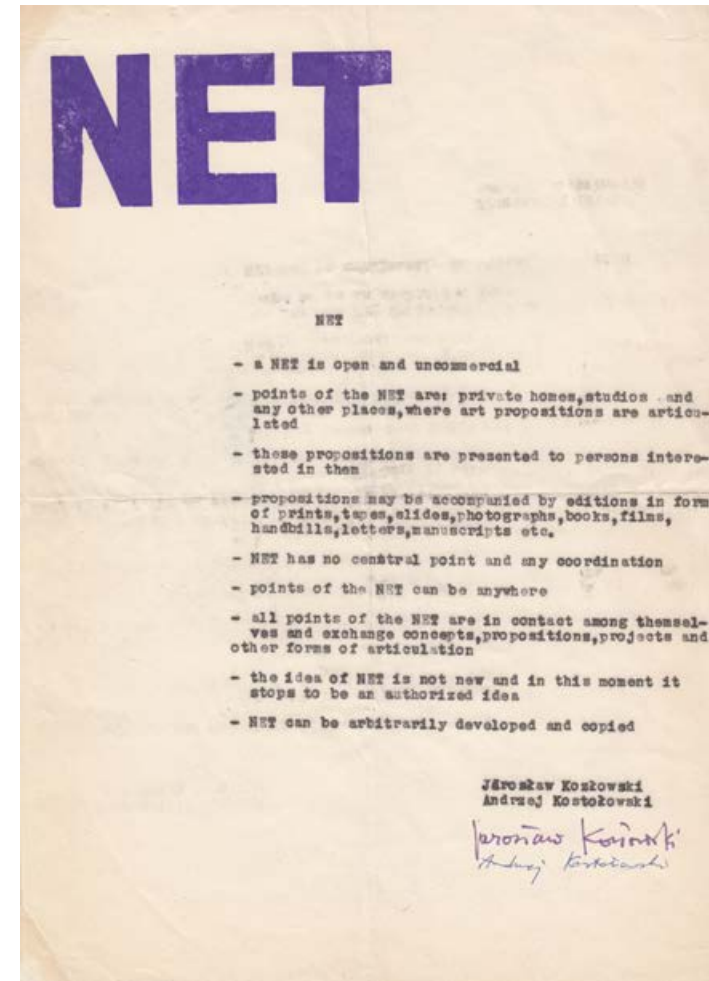 NET
NET
- a NET is open and uncommercial
- points of the NET are: private homes,studios and
any other places,where art propositions are articu-
lated
- these propositions are presented to persons intere-
sted in them
- propositions may be accompanied by editions in form
of prints,tapes,slides,photographs,books,films,
handbills,letters,manuscripts etc.
- NET has no cenntral point and any coordination
- points of the NET can be anywhere
- all points of the NET are in contact among themsel-
ves and exchange concepts,propositions,projects and
other forms of articulation
- the idea of NET is not new and in this moment it
stops to be an authorized idea
- NET can be arbitrarily developed and copied
Jarosław Kozłowski
Andrzej Kostołowski
Jarosław Kozłowski
Andrzej Kostołowski